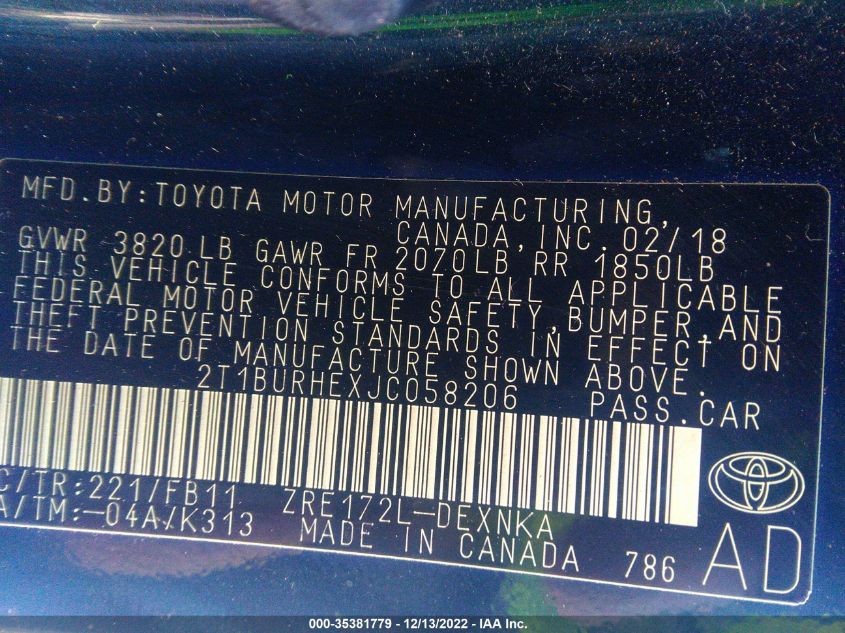 MFD.BY:TOYOTA MOTOR MANUFACTURING,
CANADA,INC. 02/18
GVWR 3820 LB GAWR FR 2070LB RR 1850LB
THIS VEHICLE CONFORMS TO ALL APPLICABLE
FEDERAL MOTOR VEHICLE SAFETY,BUMPER,AND
THEFT PREVENTION STANDARDS IN EFFECT ON
THE DATE OF MANUFACTURE SHOWN ABOVE.
2T1BURHEXJC058206 PASS.CAR
C/TR:221/FB11 ZRE172L-DEXNKA
A/TM:-04A/K313 MADE IN CANADA 786 AD
000-35381779 - 12/13/2022 - IAA Inc.